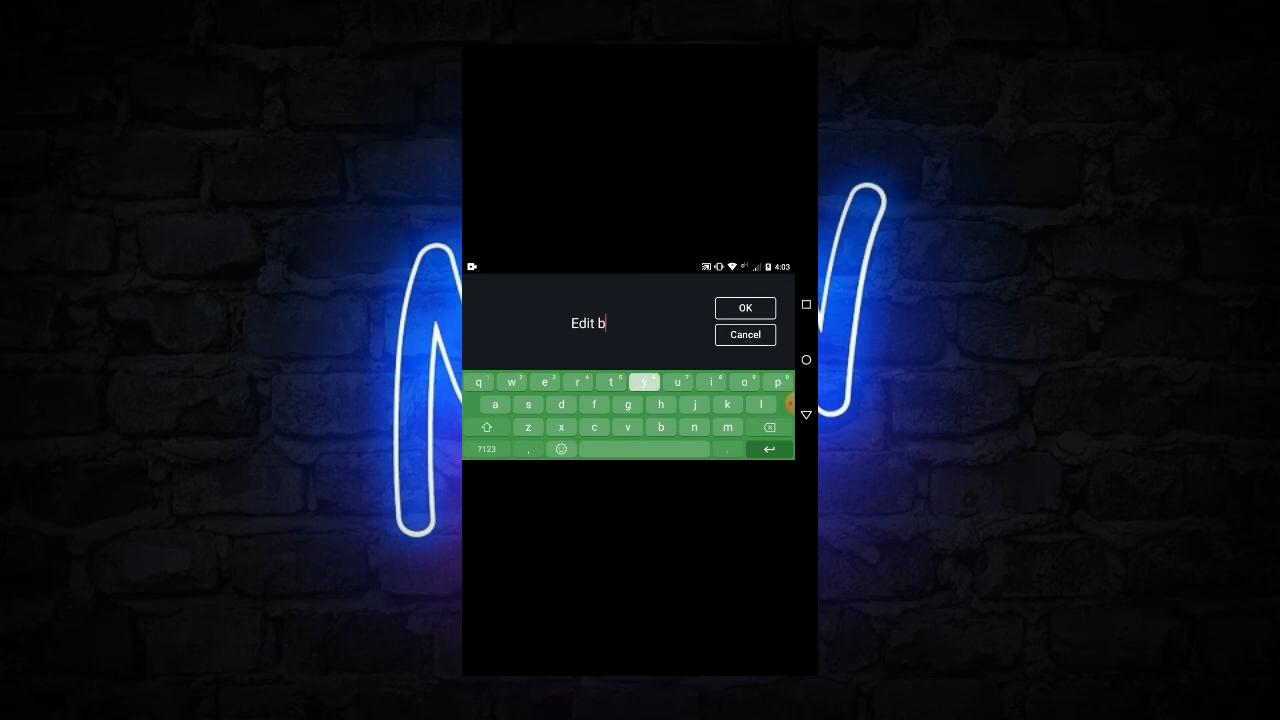 4:03
Edit b
OK
Cancel
q w e r t y u i o p
a s d f g h j k l
z x c v b n m
?123 , .